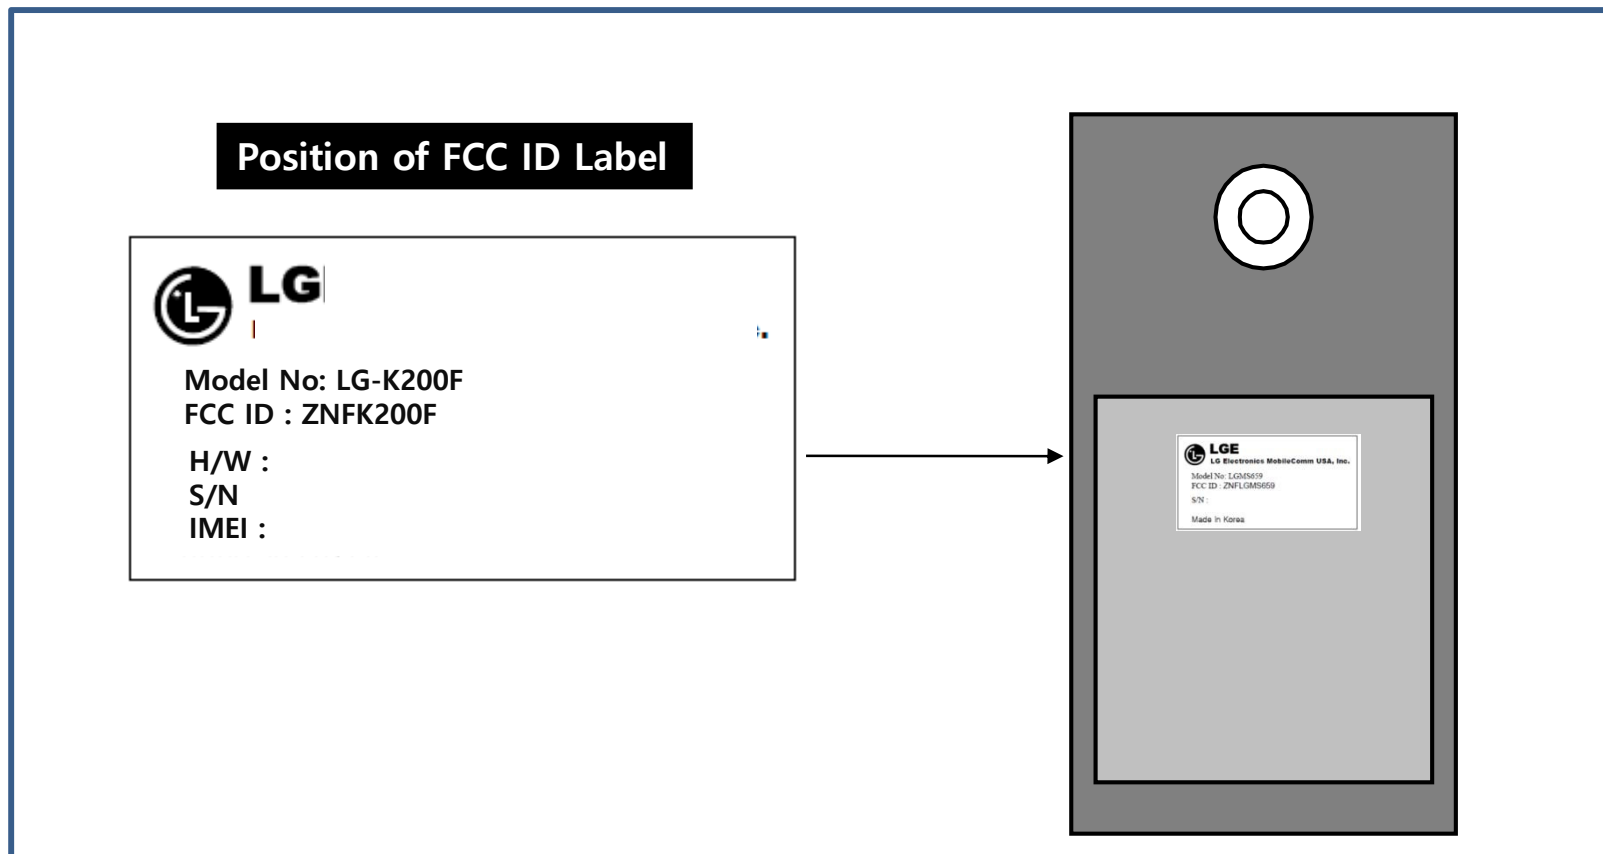 Position of FCC ID Label
LG
Model No: LG-K200F
FCC ID : ZNFK200F
H/W :
S/N
IMEI :
LGE
LG Electronics MobileComm USA, Inc.
Model No: LGMS659
FCC ID : ZNFLGMS659
S/N :
Made in Korea